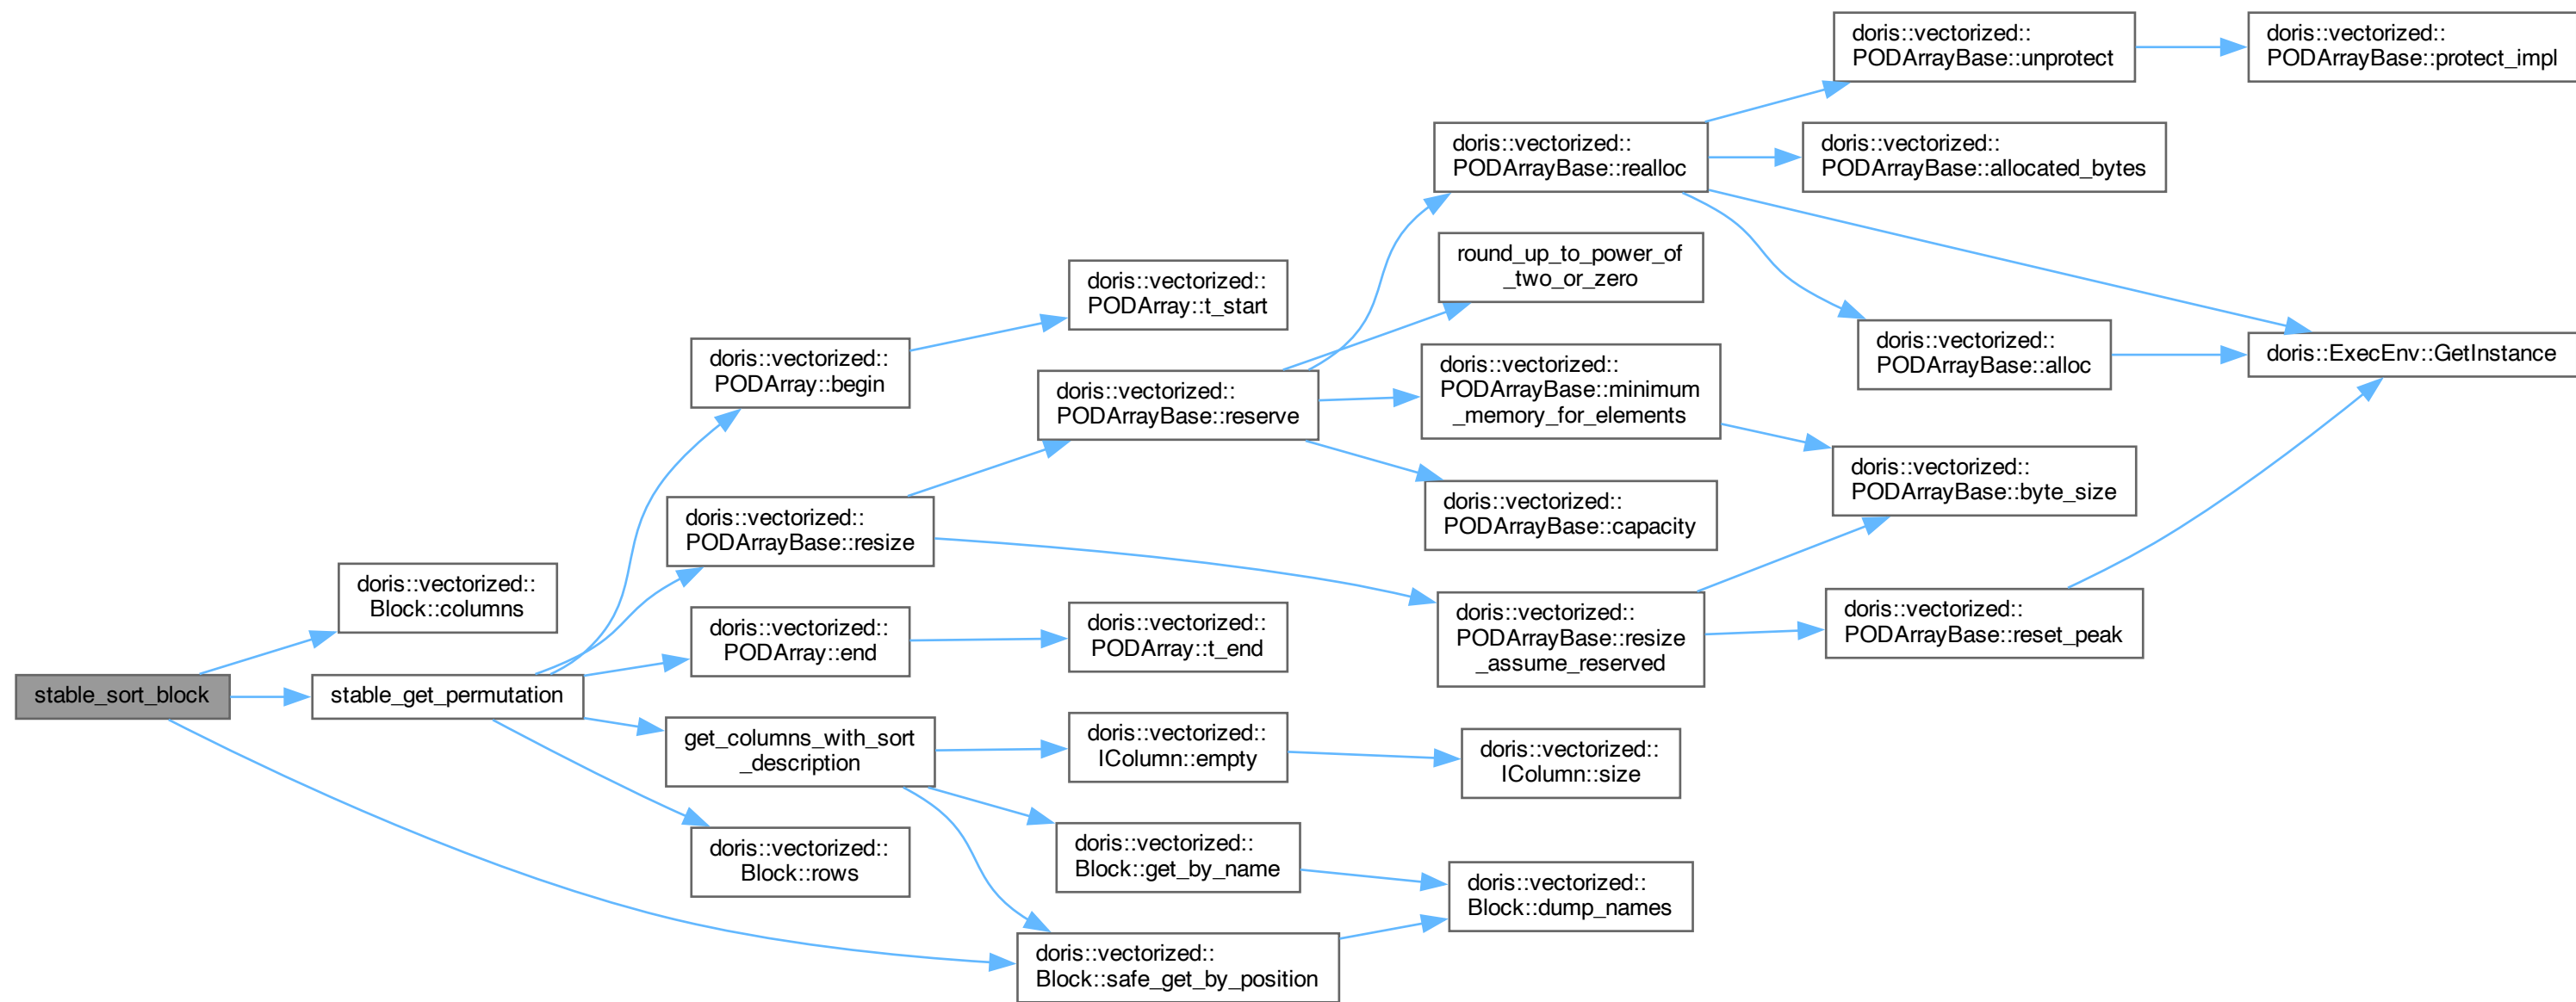 stable_sort_block
doris::vectorized::
Block::columns
stable_get_permutation
doris::vectorized::
PODArray::begin
doris::vectorized::
PODArrayBase::resize
doris::vectorized::
PODArray::end
get_columns_with_sort
_description
doris::vectorized::
Block::rows
doris::vectorized::
PODArray::t_start
doris::vectorized::
PODArrayBase::reserve
doris::vectorized::
PODArray::t_end
doris::vectorized::
IColumn::empty
doris::vectorized::
Block::get_by_name
doris::vectorized::
Block::safe_get_by_position
doris::vectorized::
PODArrayBase::realloc
round_up_to_power_of
_two_or_zero
doris::vectorized::
PODArrayBase::minimum
_memory_for_elements
doris::vectorized::
PODArrayBase::capacity
doris::vectorized::
PODArrayBase::resize
_assume_reserved
doris::vectorized::
IColumn::size
doris::vectorized::
Block::dump_names
doris::vectorized::
PODArrayBase::unprotect
doris::vectorized::
PODArrayBase::allocated_bytes
doris::vectorized::
PODArrayBase::alloc
doris::vectorized::
PODArrayBase::byte_size
doris::vectorized::
PODArrayBase::reset_peak
doris::vectorized::
PODArrayBase::protect_impl
doris::ExecEnv::GetInstance